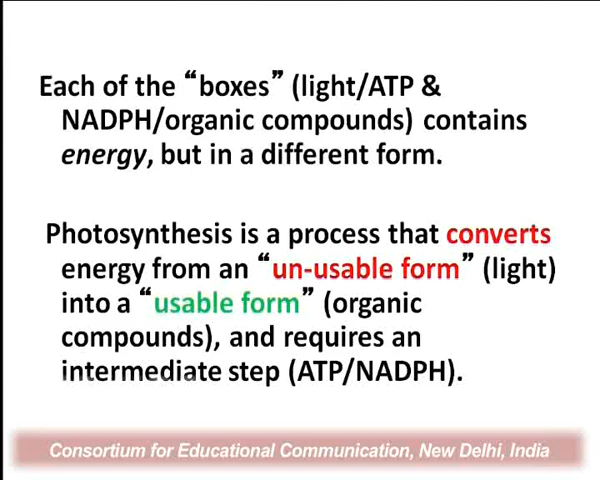 Each of the “boxes” (light/ATP &
NADPH/organic compounds) contains
energy, but in a different form.
Photosynthesis is a process that converts
energy from an “un-usable form” (light)
into a “usable form” (organic
compounds), and requires an
intermediate step (ATP/NADPH).
Consortium for Educational Communication, New Delhi, India